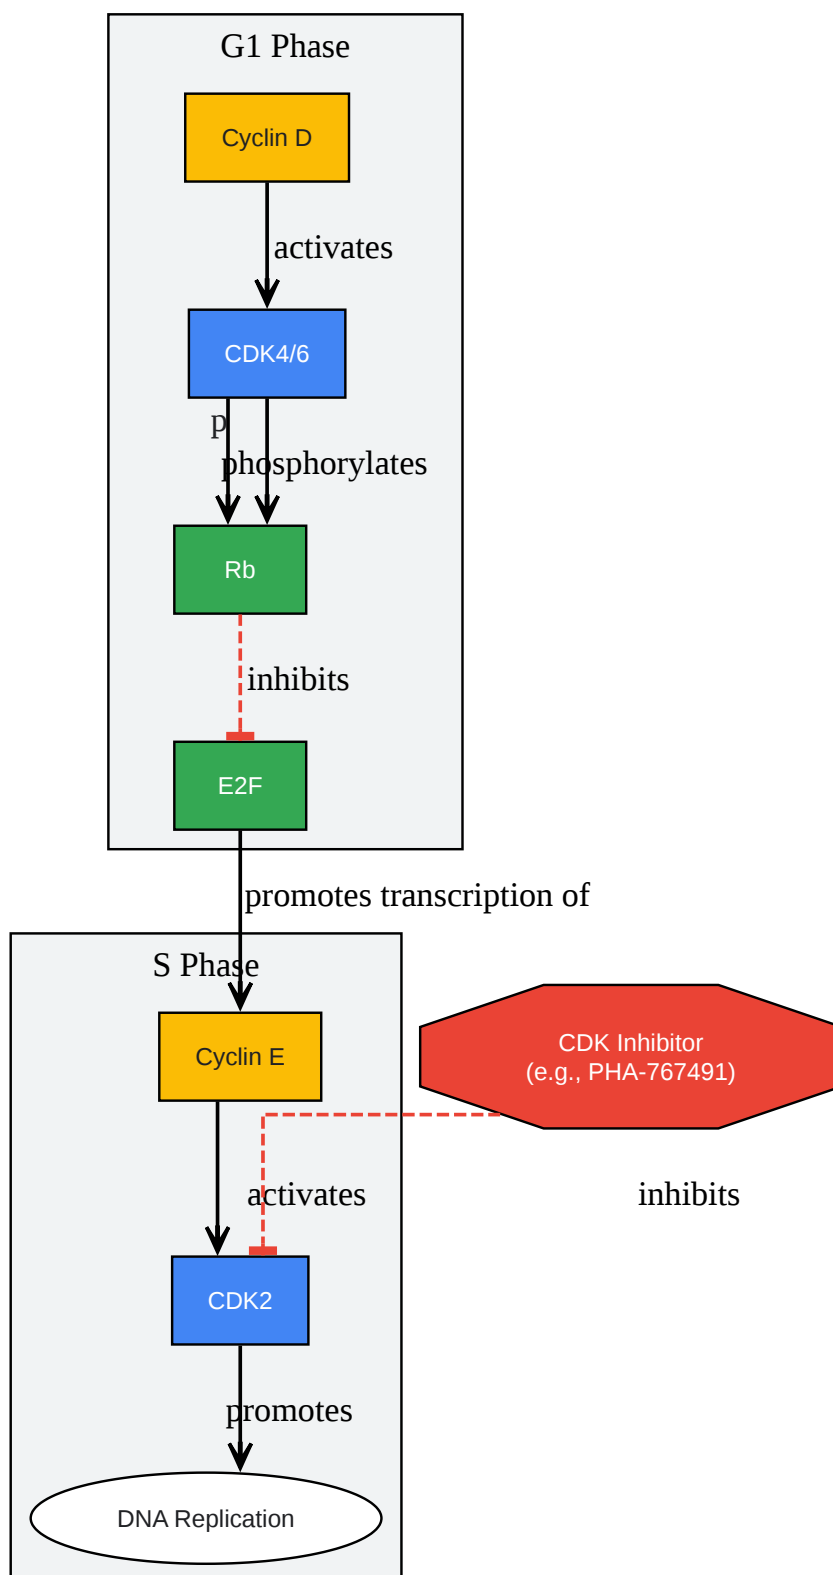 G1 Phase
Cyclin D
activates
CDK4/6
p
phosphorylates
Rb
inhibits
E2F
promotes transcription of
S Phase
Cyclin E
CDK Inhibitor
(e.g., PHA-767491)
activates
inhibits
CDK2
promotes
DNA Replication